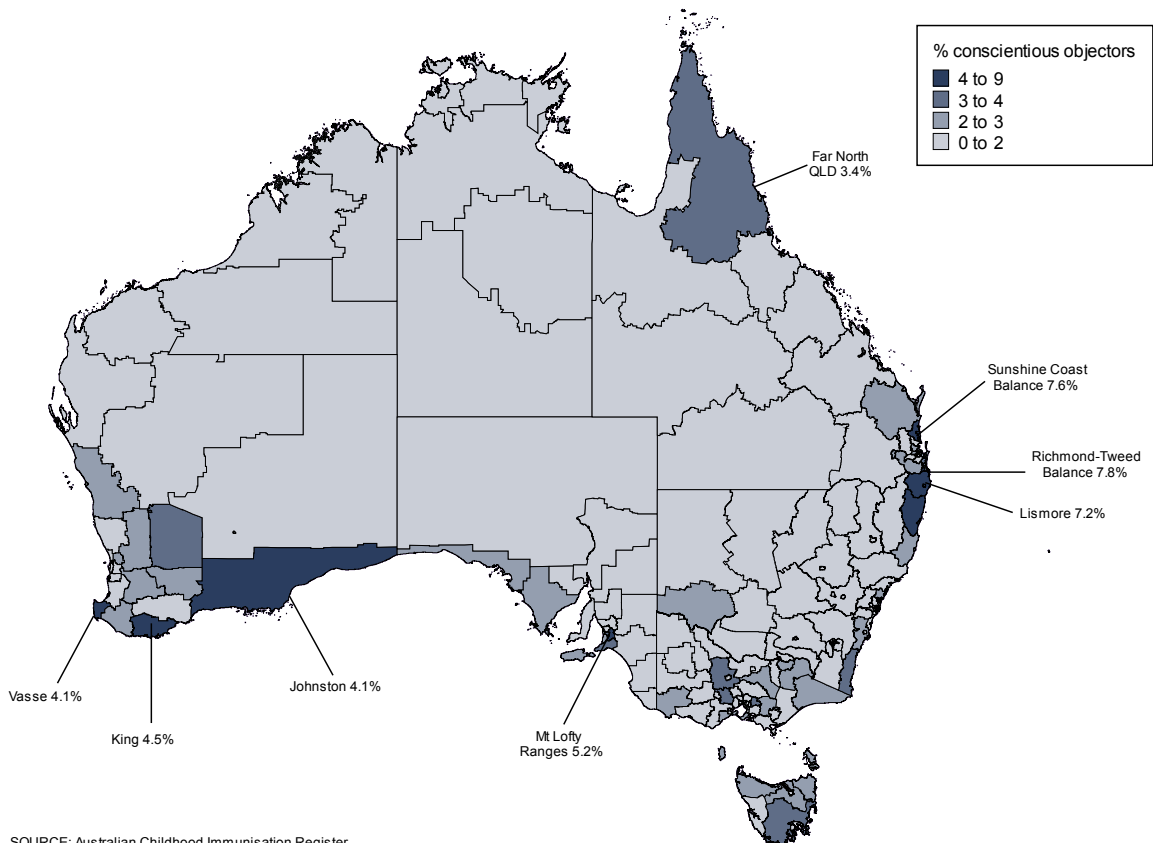 % conscientious objectors
4 to 9
3 to 4
2 to 3
0 to 2
Far North
QLD 3.4%
Sunshine Coast
Balance 7.6%
Richmond-Tweed
Balance 7.8%
Lismore 7.2%
Vasse 4.1%
King 4.5%
Johnston 4.1%
Mt Lofty
Ranges 5.2%
SOURCE: Australian Childhood Immunisation Register